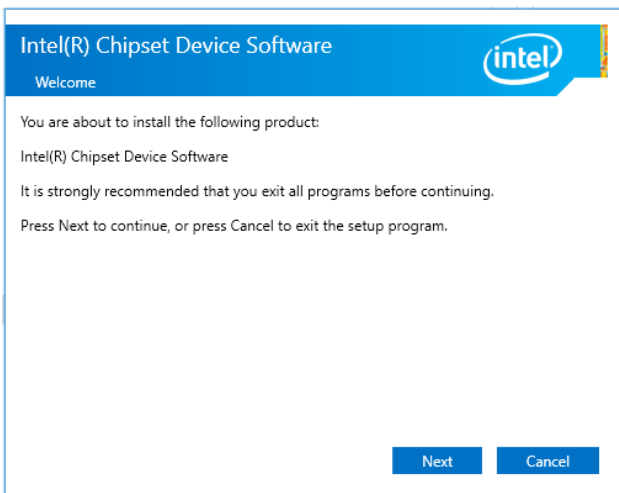 Intel(R) Chipset Device Software
intel
Welcome
You are about to install the following product:
Intel(R) Chipset Device Software
It is strongly recommended that you exit all programs before continuing.
Press Next to continue, or press Cancel to exit the setup program.
Next
Cancel